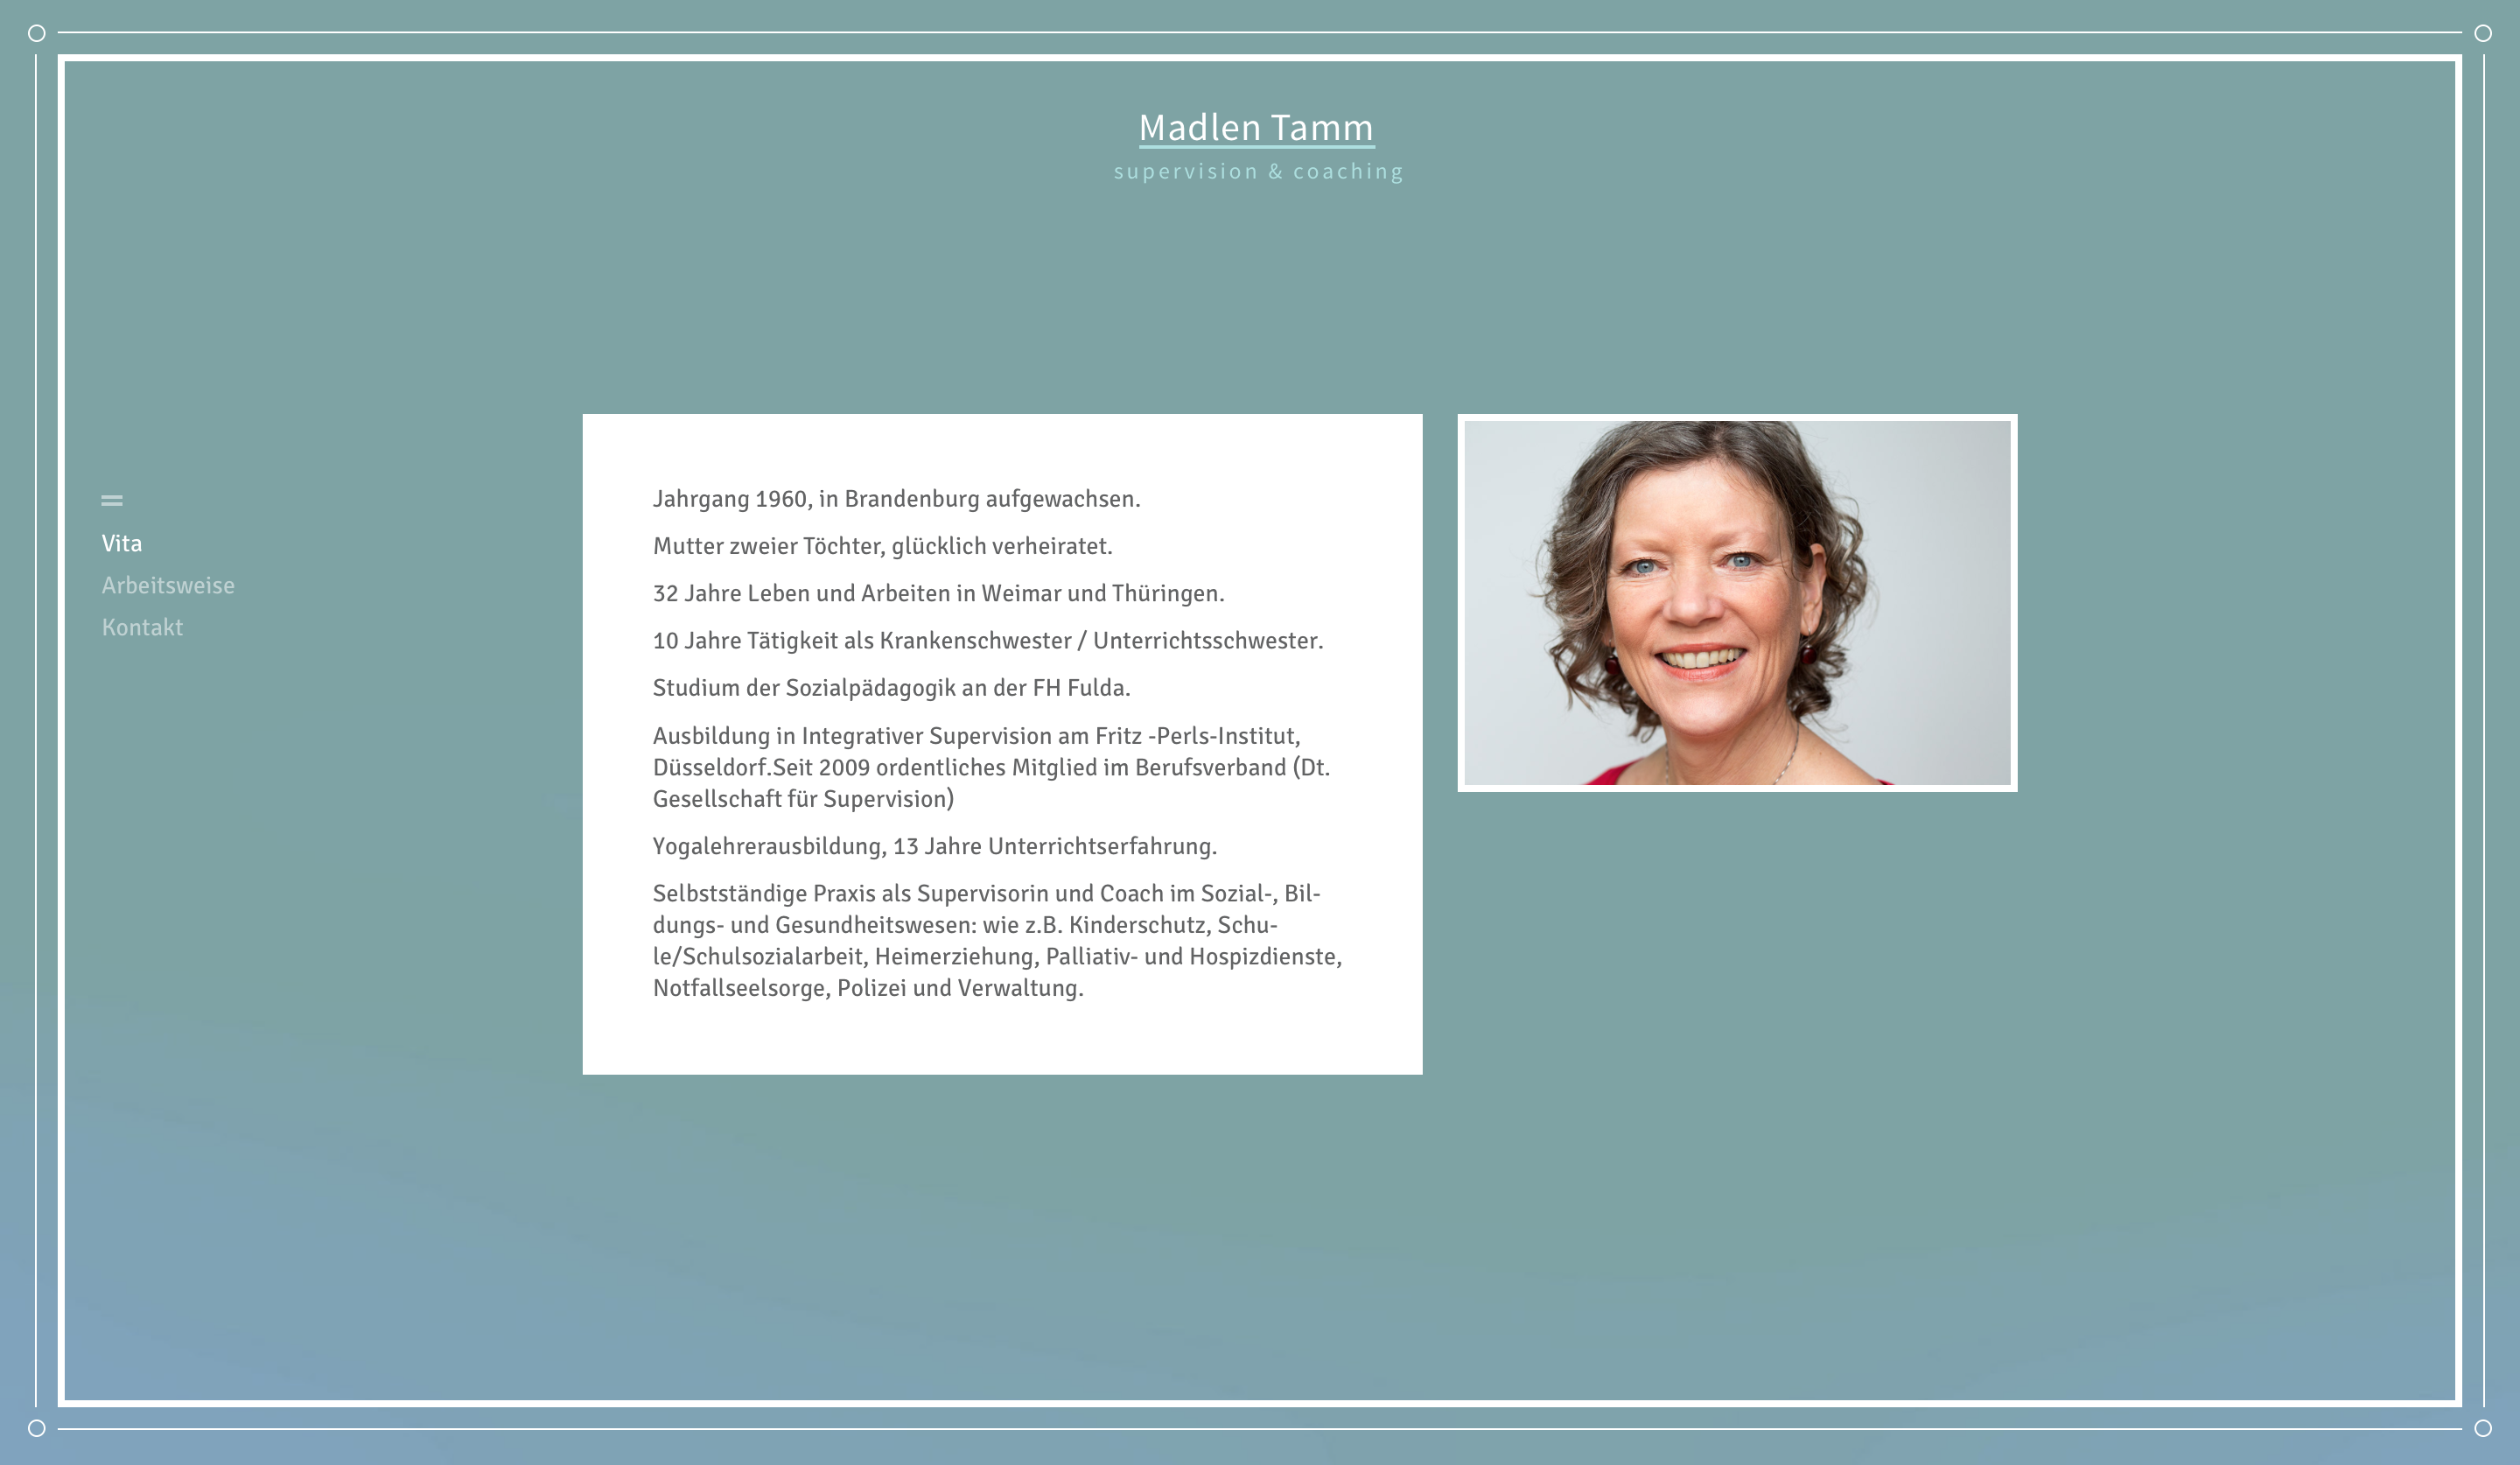 Madlen Tamm
supervision & coaching
Vita
Arbeitsweise
Kontakt
Jahrgang 1960, in Brandenburg aufgewachsen.
Mutter zweier Töchter, glücklich verheiratet.
32 Jahre Leben und Arbeiten in Weimar und Thüringen.
10 Jahre Tätigkeit als Krankenschwester / Unterrichtsschwester.
Studium der Sozialpädagogik an der FH Fulda.
Ausbildung in Integrativer Supervision am Fritz -Perls-Institut,
Düsseldorf.Seit 2009 ordentliches Mitglied im Berufsverband (Dt.
Gesellschaft für Supervision)
Yogalehrerausbildung, 13 Jahre Unterrichtserfahrung.
Selbstständige Praxis als Supervisorin und Coach im Sozial-, Bil-
dungs- und Gesundheitswesen: wie z.B. Kinderschutz, Schu-
le/Schulsozialarbeit, Heimerziehung, Palliativ- und Hospizdienste,
Notfallseelsorge, Polizei und Verwaltung.